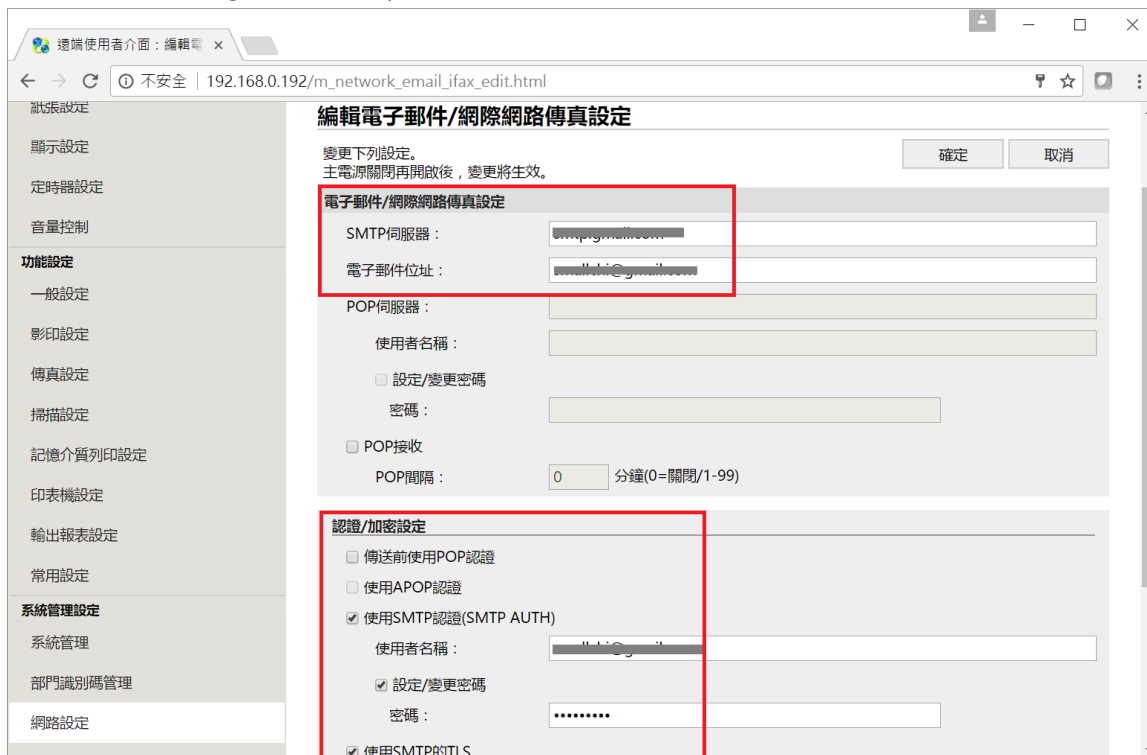 遠端使用者介面：編輯電
不安全 | 192.168.0.192/m_network_email_ifax_edit.html
紙張設定
顯示設定
定時器設定
音量控制
功能設定
一般設定
影印設定
傳真設定
掃描設定
記憶介質列印設定
印表機設定
輸出報表設定
常用設定
系統管理設定
系統管理
部門識別碼管理
網路設定
編輯電子郵件/網際網路傳真設定
變更下列設定。
主電源關閉再開啟後，變更將生效。
確定 取消
電子郵件/網際網路傳真設定
SMTP伺服器：
電子郵件位址：
POP伺服器：
使用者名稱：
設定/變更密碼
密碼：
POP接收
POP間隔： 0 分鐘(0=關閉/1-99)
認證/加密設定
傳送前使用POP認證
使用APOP認證
使用SMTP認證(SMTP AUTH)
使用者名稱：
設定/變更密碼
密碼： •••••••••
使用SMTP的TLS